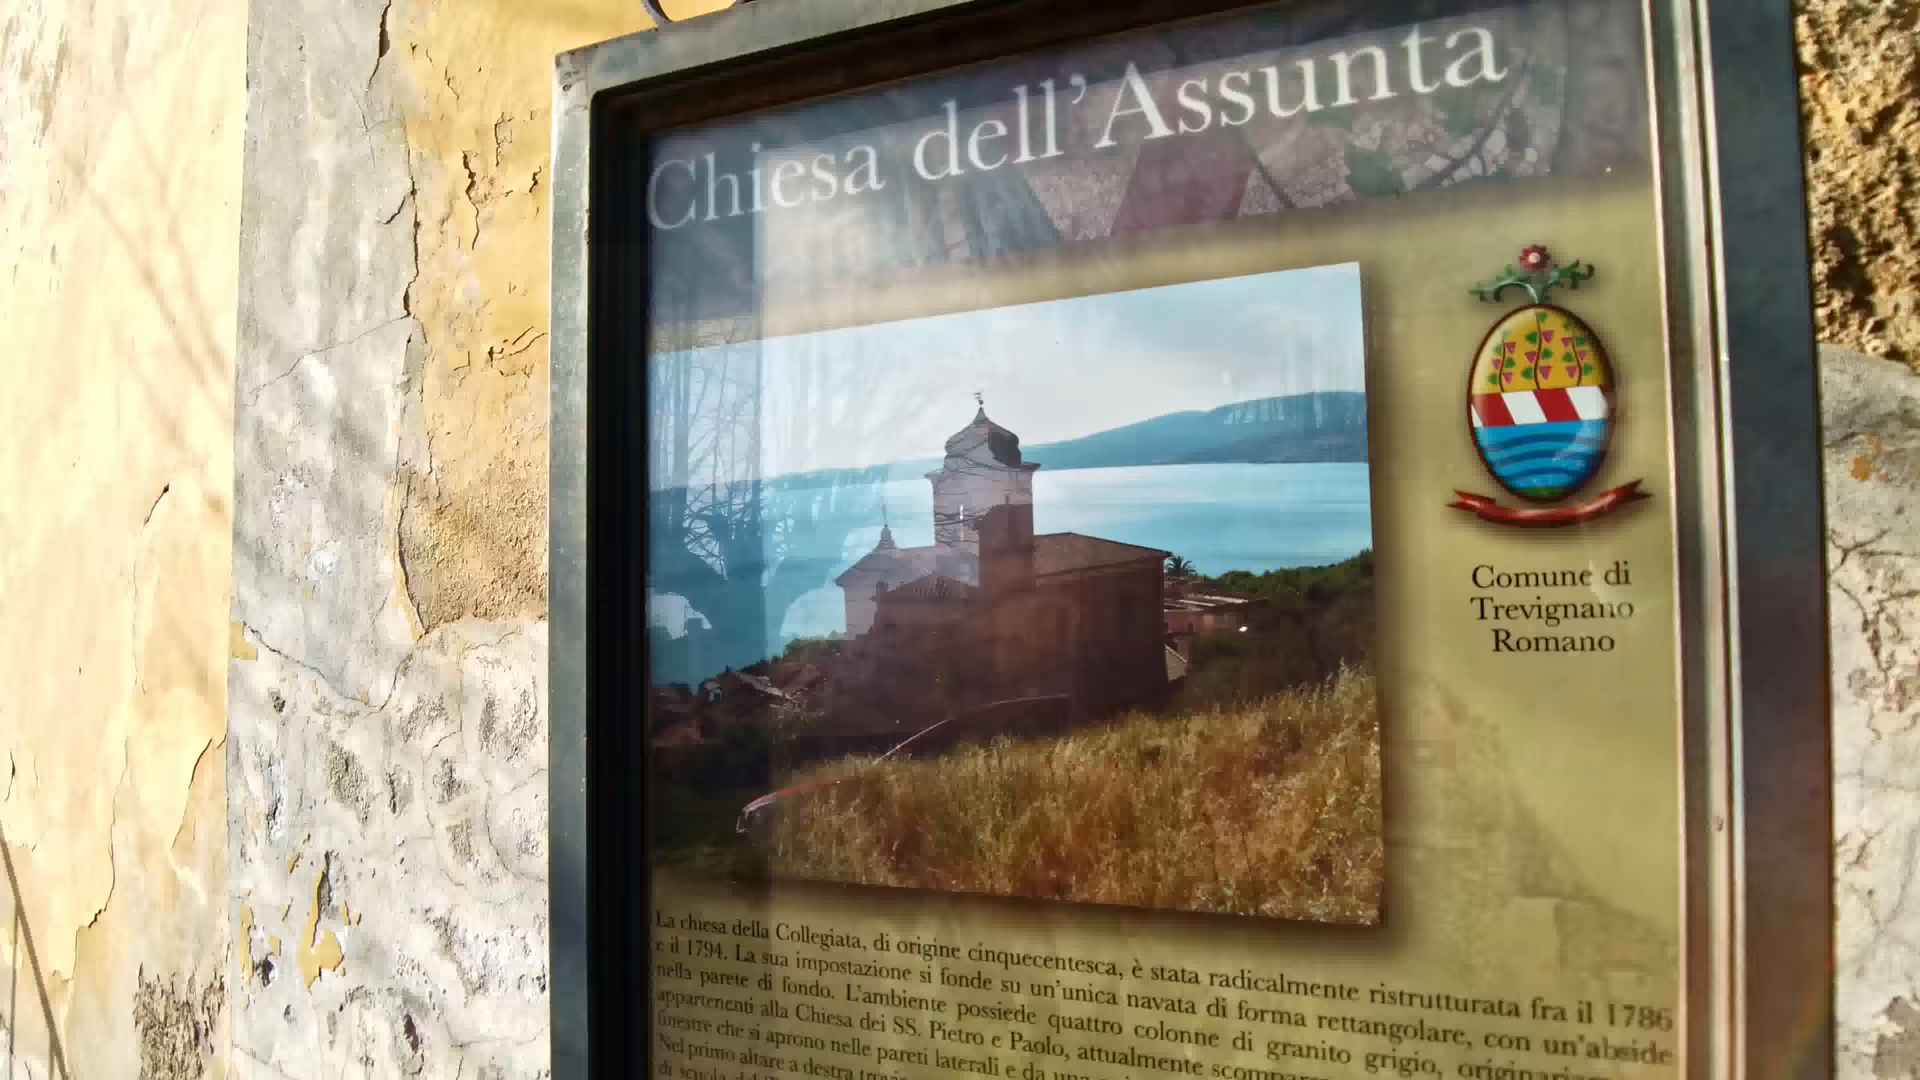 Chiesa dell'Assunta
Comune di
Trevignano
Romano
La chiesa della Collegiata, di origine cinquecentesca, è stata radicalmente ristrutturata fra il 1786
e il 1794. La sua impostazione si fonde su un'unica navata di forma rettangolare, con un'abside
nella parete di fondo. L'ambiente possiede quattro colonne di granito grigio,
appartenenti alla Chiesa dei SS. Pietro e Paolo, attualmente
finestre che si aprono nelle pareti laterali e da una
Nel primo altare a destra
di scuola